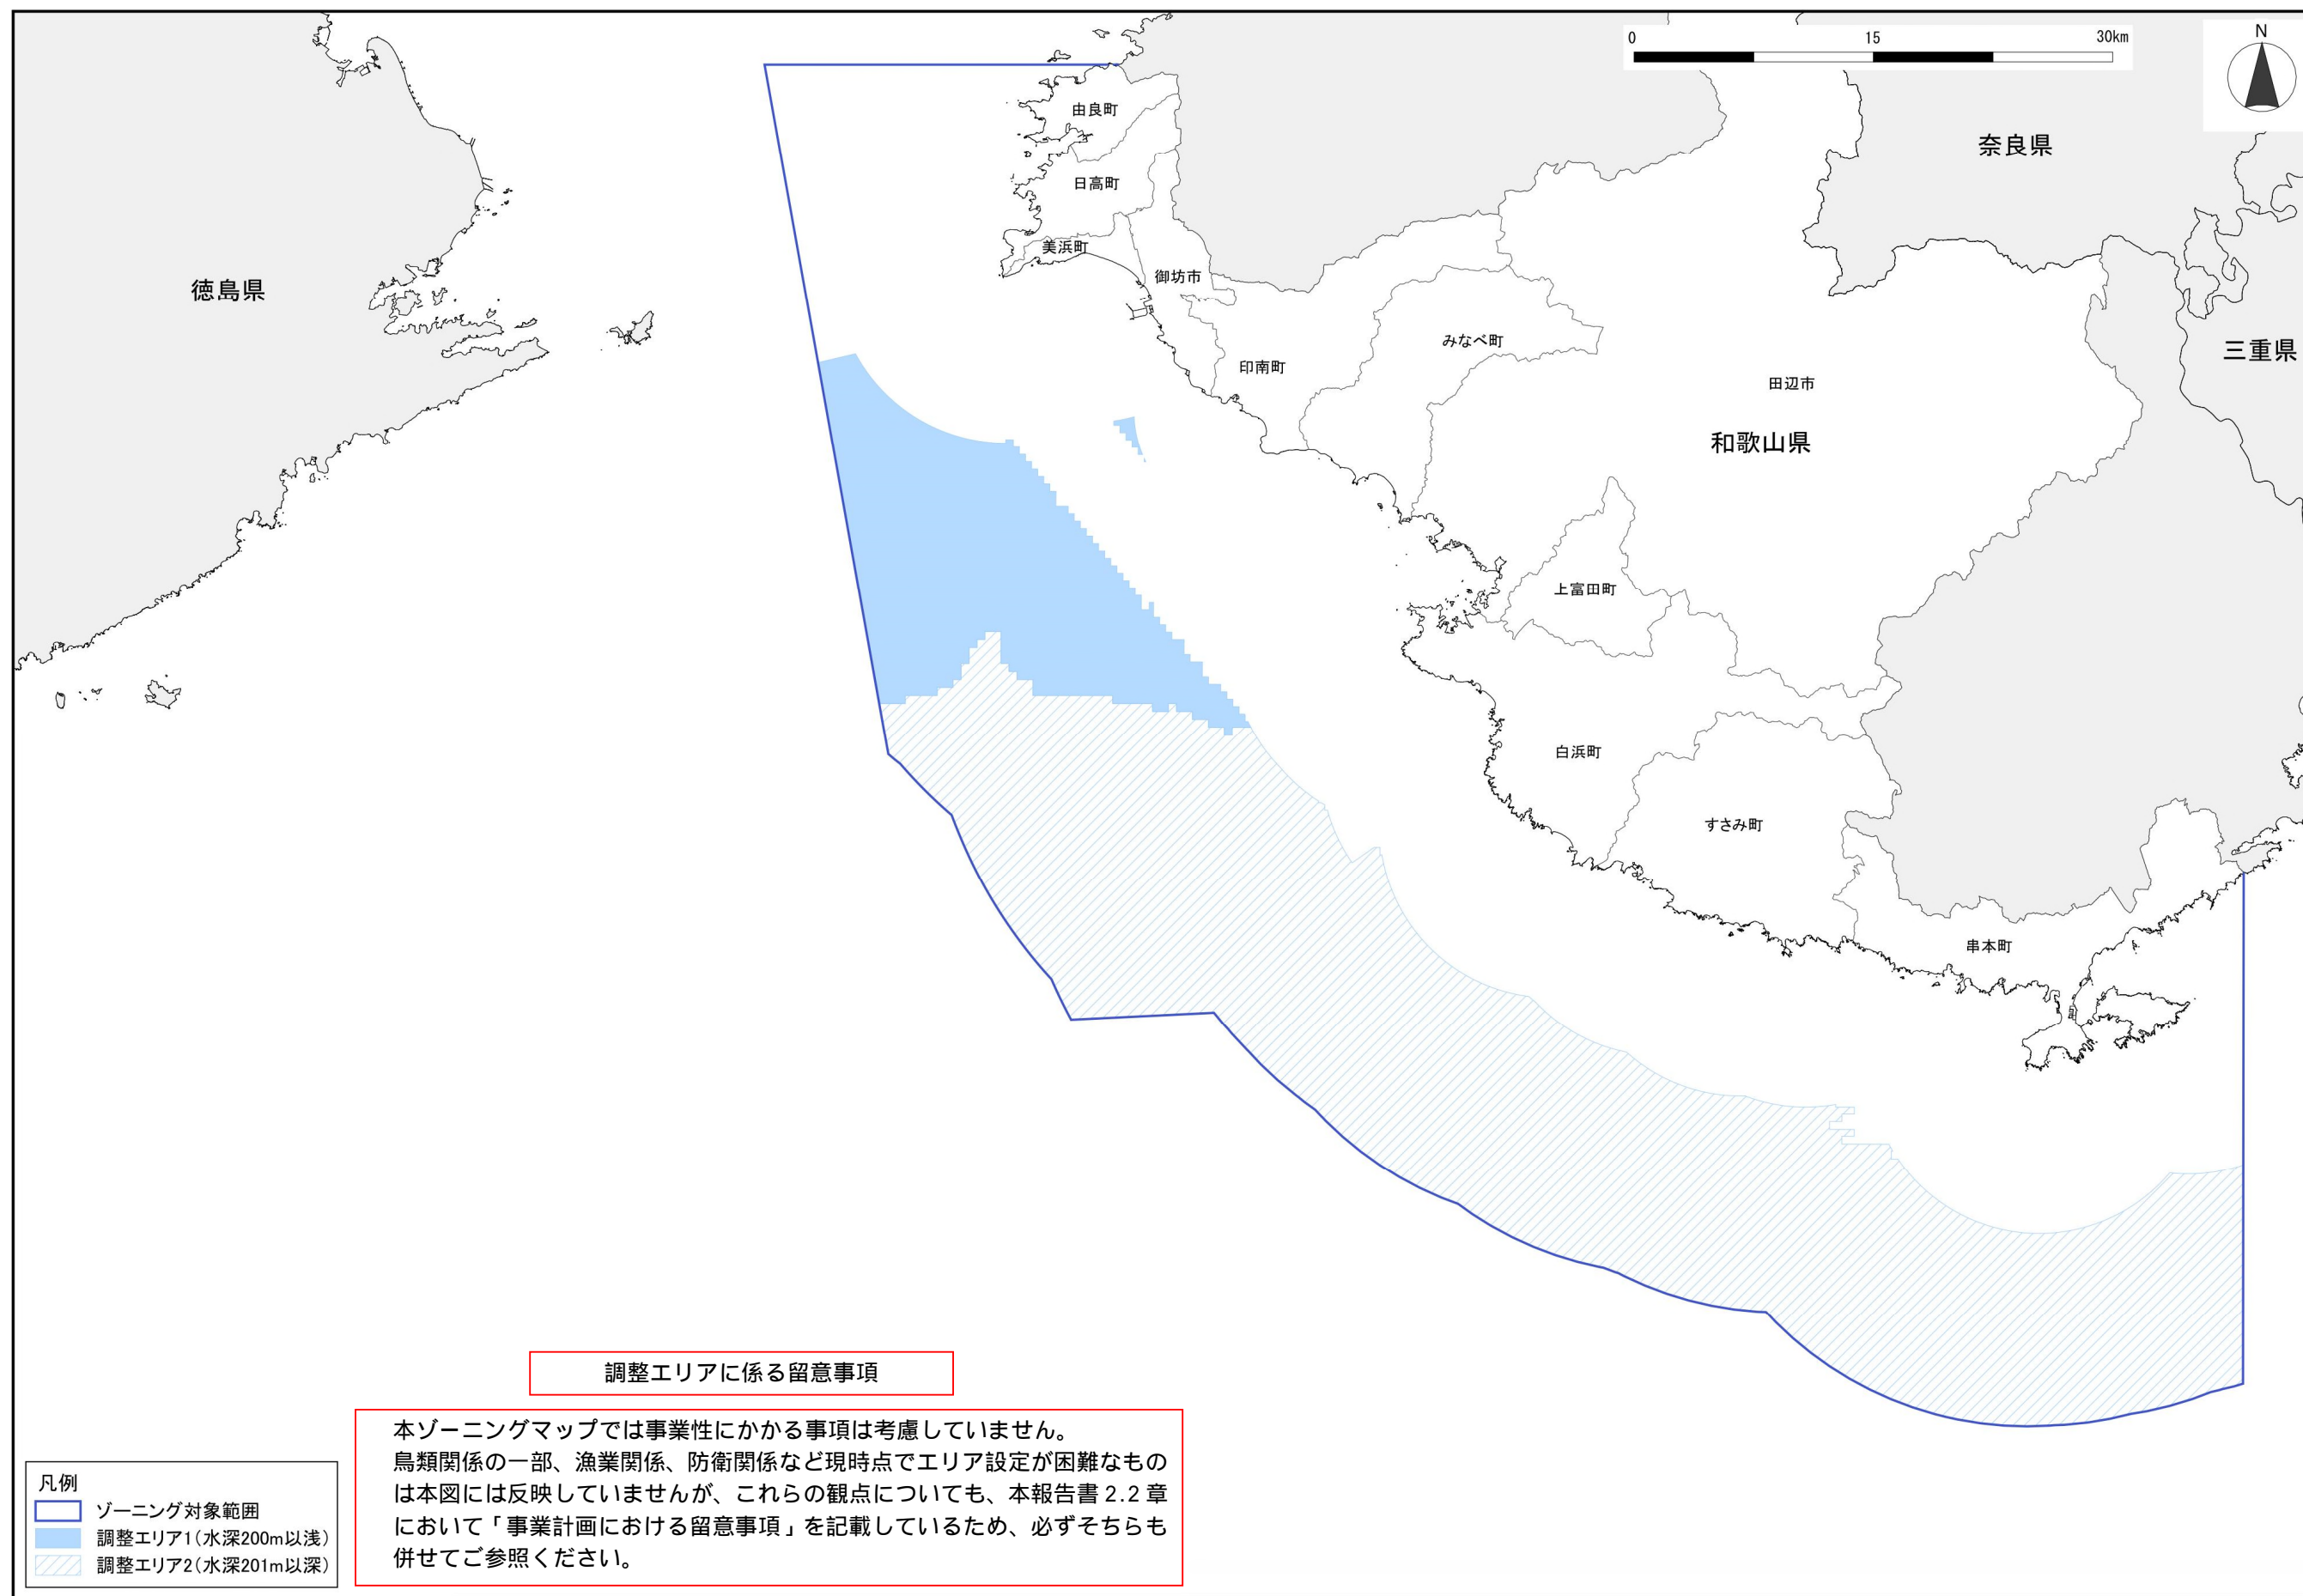 0 15 30km
N
由良町
奈良県
日高町
美浜町
御坊市
徳島県
みなべ町
三重県
印南町
田辺市
和歌山県
上富田町
白浜町
すさみ町
串本町
調整エリアに係る留意事項
本ゾーニングマップでは事業性にかかる事項は考慮していません。
鳥類関係の一部、漁業関係、防衛関係など現時点でエリア設定が困難なもの
は本図には反映していませんが、これらの観点についても、本報告書2.2章
において「事業計画における留意事項」を記載しているため、必ずそちらも
併せてご参照ください。
凡例
ゾーニング対象範囲
調整エリア1(水深200m以浅)
調整エリア2(水深201m以深)